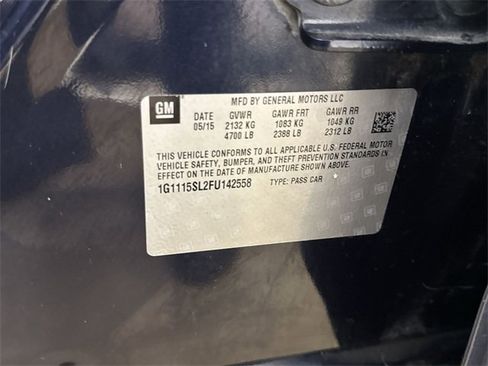 GM
MFD BY GENERAL MOTORS LLC
DATE GVWR GAWR FRT GAWR RR
05/15 2132 KG 1083 KG 1049 KG
4700 LB 2388 LB 2312 LB
THIS VEHICLE CONFORMS TO ALL APPLICABLE U.S. FEDERAL MOTOR
VEHICLE SAFETY, BUMPER, AND THEFT PREVENTION STANDARDS IN
EFFECT ON THE DATE OF MANUFACTURE SHOWN ABOVE.
1G1115SL2FU142558 TYPE: PASS CAR